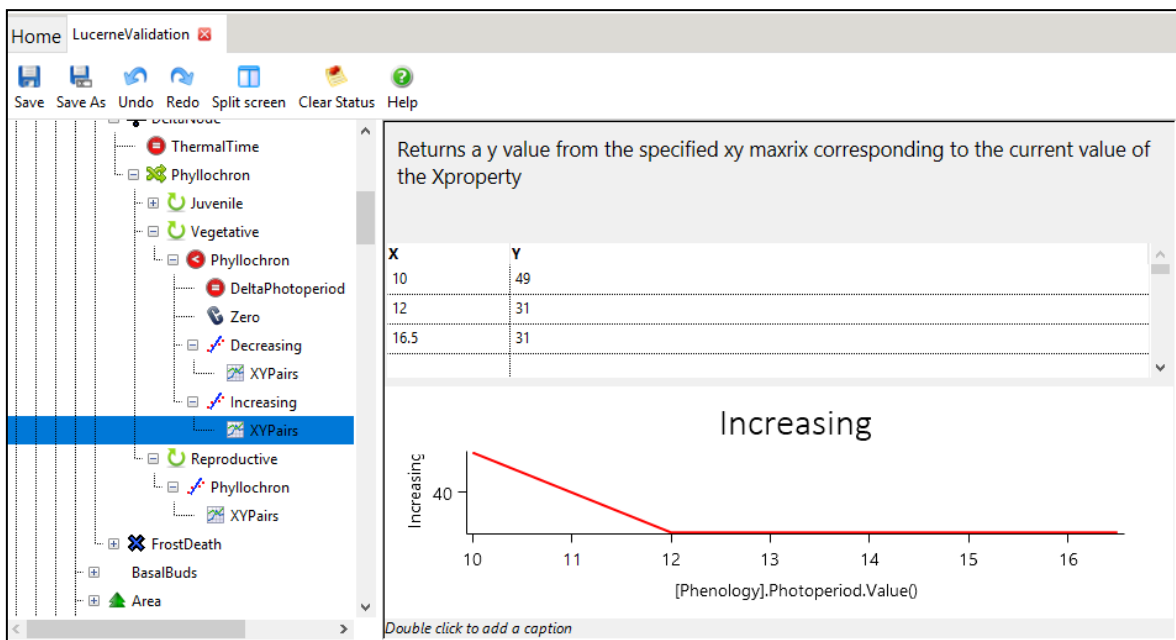 Home LucerneValidation
Save Save As Undo Redo Split screen Clear Status Help
DeltaNode
ThermalTime
Phyllochron
Juvenile
Vegetative
Phyllochron
DeltaPhotoperiod
Zero
Decreasing
XYPairs
Increasing
XYPairs
Reproductive
Phyllochron
XYPairs
FrostDeath
BasalBuds
Area
Returns a y value from the specified xy maxrix corresponding to the current value of
the Xproperty
X Y
10 49
12 31
16.5 31
Increasing
Increasing
40
10 11 12 13 14 15 16
[Phenology].Photoperiod.Value()
Double click to add a caption